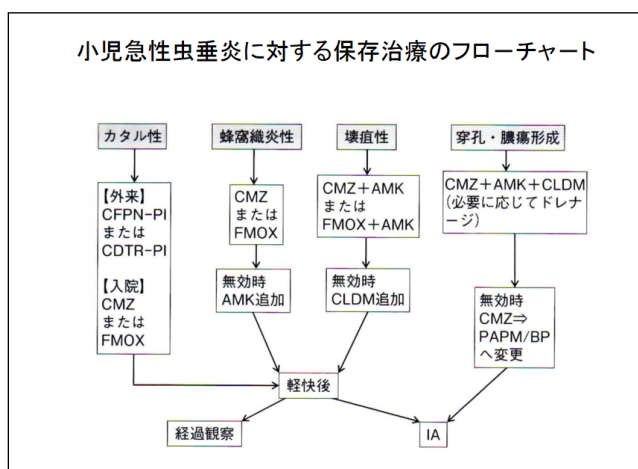 小児急性虫垂炎に対する保存治療のフローチャート
カタル性
蜂窩織炎性
壊疽性
穿孔・膿瘍形成
【外来】
CFPN-PI
または
CDTR-PI
【入院】
CMZ
または
FMOX
CMZ
または
FMOX
無効時
AMK追加
CMZ+AMK
または
FMOX+AMK
無効時
CLDM追加
CMZ+AMK+CLDM
(必要に応じてドレナ
ージ)
無効時
CMZ⇒
PAPM/BP
へ変更
軽快後
経過観察
IA